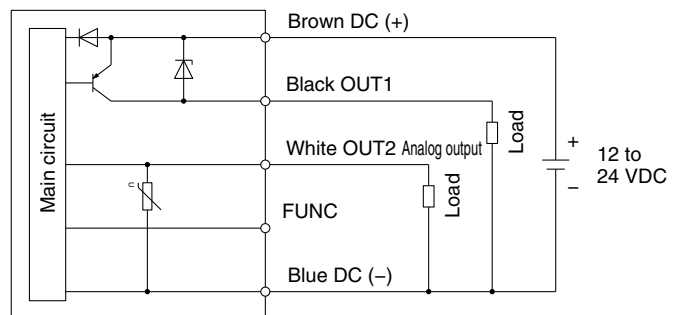 Brown DC (+)
Main circuit
Black OUT1
Load
+
12 to
24 VDC
−
White OUT2 Analog output
Load
U
FUNC
Blue DC (−)